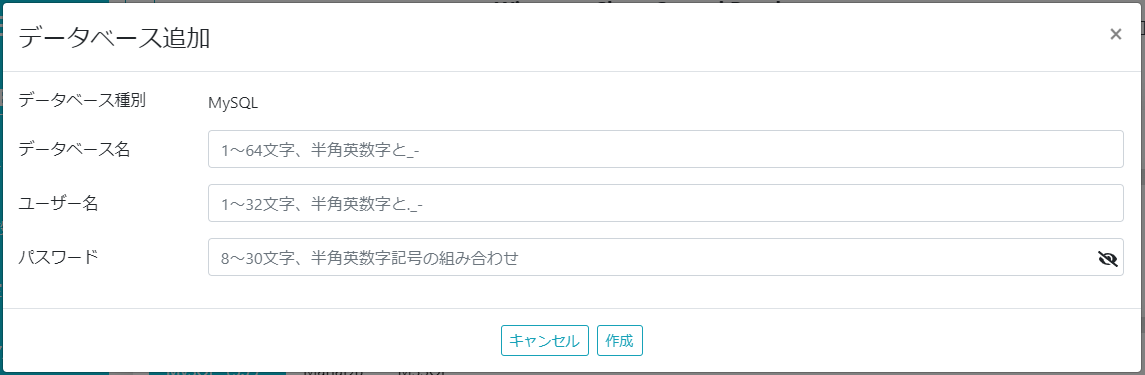 データベース追加
×
データベース種別
MySQL
データベース名
1～64文字、半角英数字と_-
ユーザー名
1～32文字、半角英数字と._-
パスワード
8～30文字、半角英数字記号の組み合わせ
キャンセル
作成